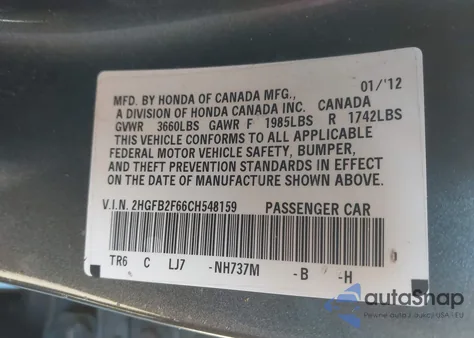 MFD. BY HONDA OF CANADA MFG., 01/'12
A DIVISION OF HONDA CANADA INC. CANADA
GVWR 3660LBS GAWR F 1985LBS R 1742LBS
THIS VEHICLE CONFORMS TO ALL APPLICABLE
FEDERAL MOTOR VEHICLE SAFETY, BUMPER,
AND THEFT PREVENTION STANDARDS IN EFFECT
ON THE DATE OF MANUFACTURE SHOWN ABOVE.
V.I.N. 2HGFB2F66CH548159 PASSENGER CAR
TR6 C LJ7 -NH737M -B -H
autoSnap